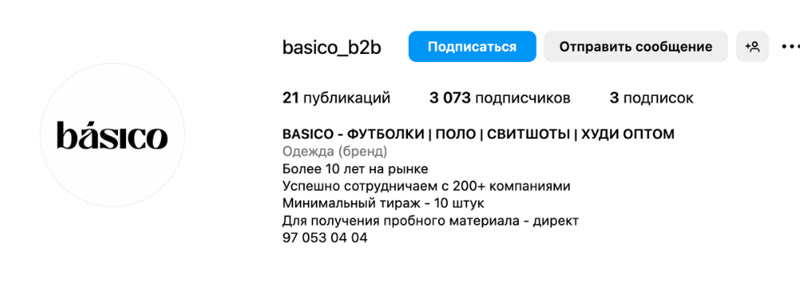 basico_b2b Подписаться Отправить сообщение
básico
21 публикаций 3 073 подписчиков 3 подписок
BASICO - ФУТБОЛКИ | ПОЛО | СВИТШОТЫ | ХУДИ ОПТОМ
Одежда (бренд)
Более 10 лет на рынке
Успешно сотрудничаем с 200+ компаниями
Минимальный тираж - 10 штук
Для получения пробного материала - директ
97 053 04 04